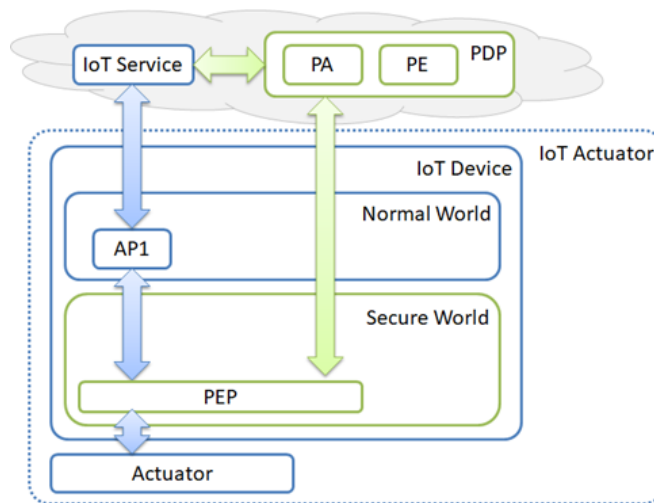 IoT Service
PA
PE
PDP
IoT Actuator
IoT Device
Normal World
AP1
Secure World
PEP
Actuator